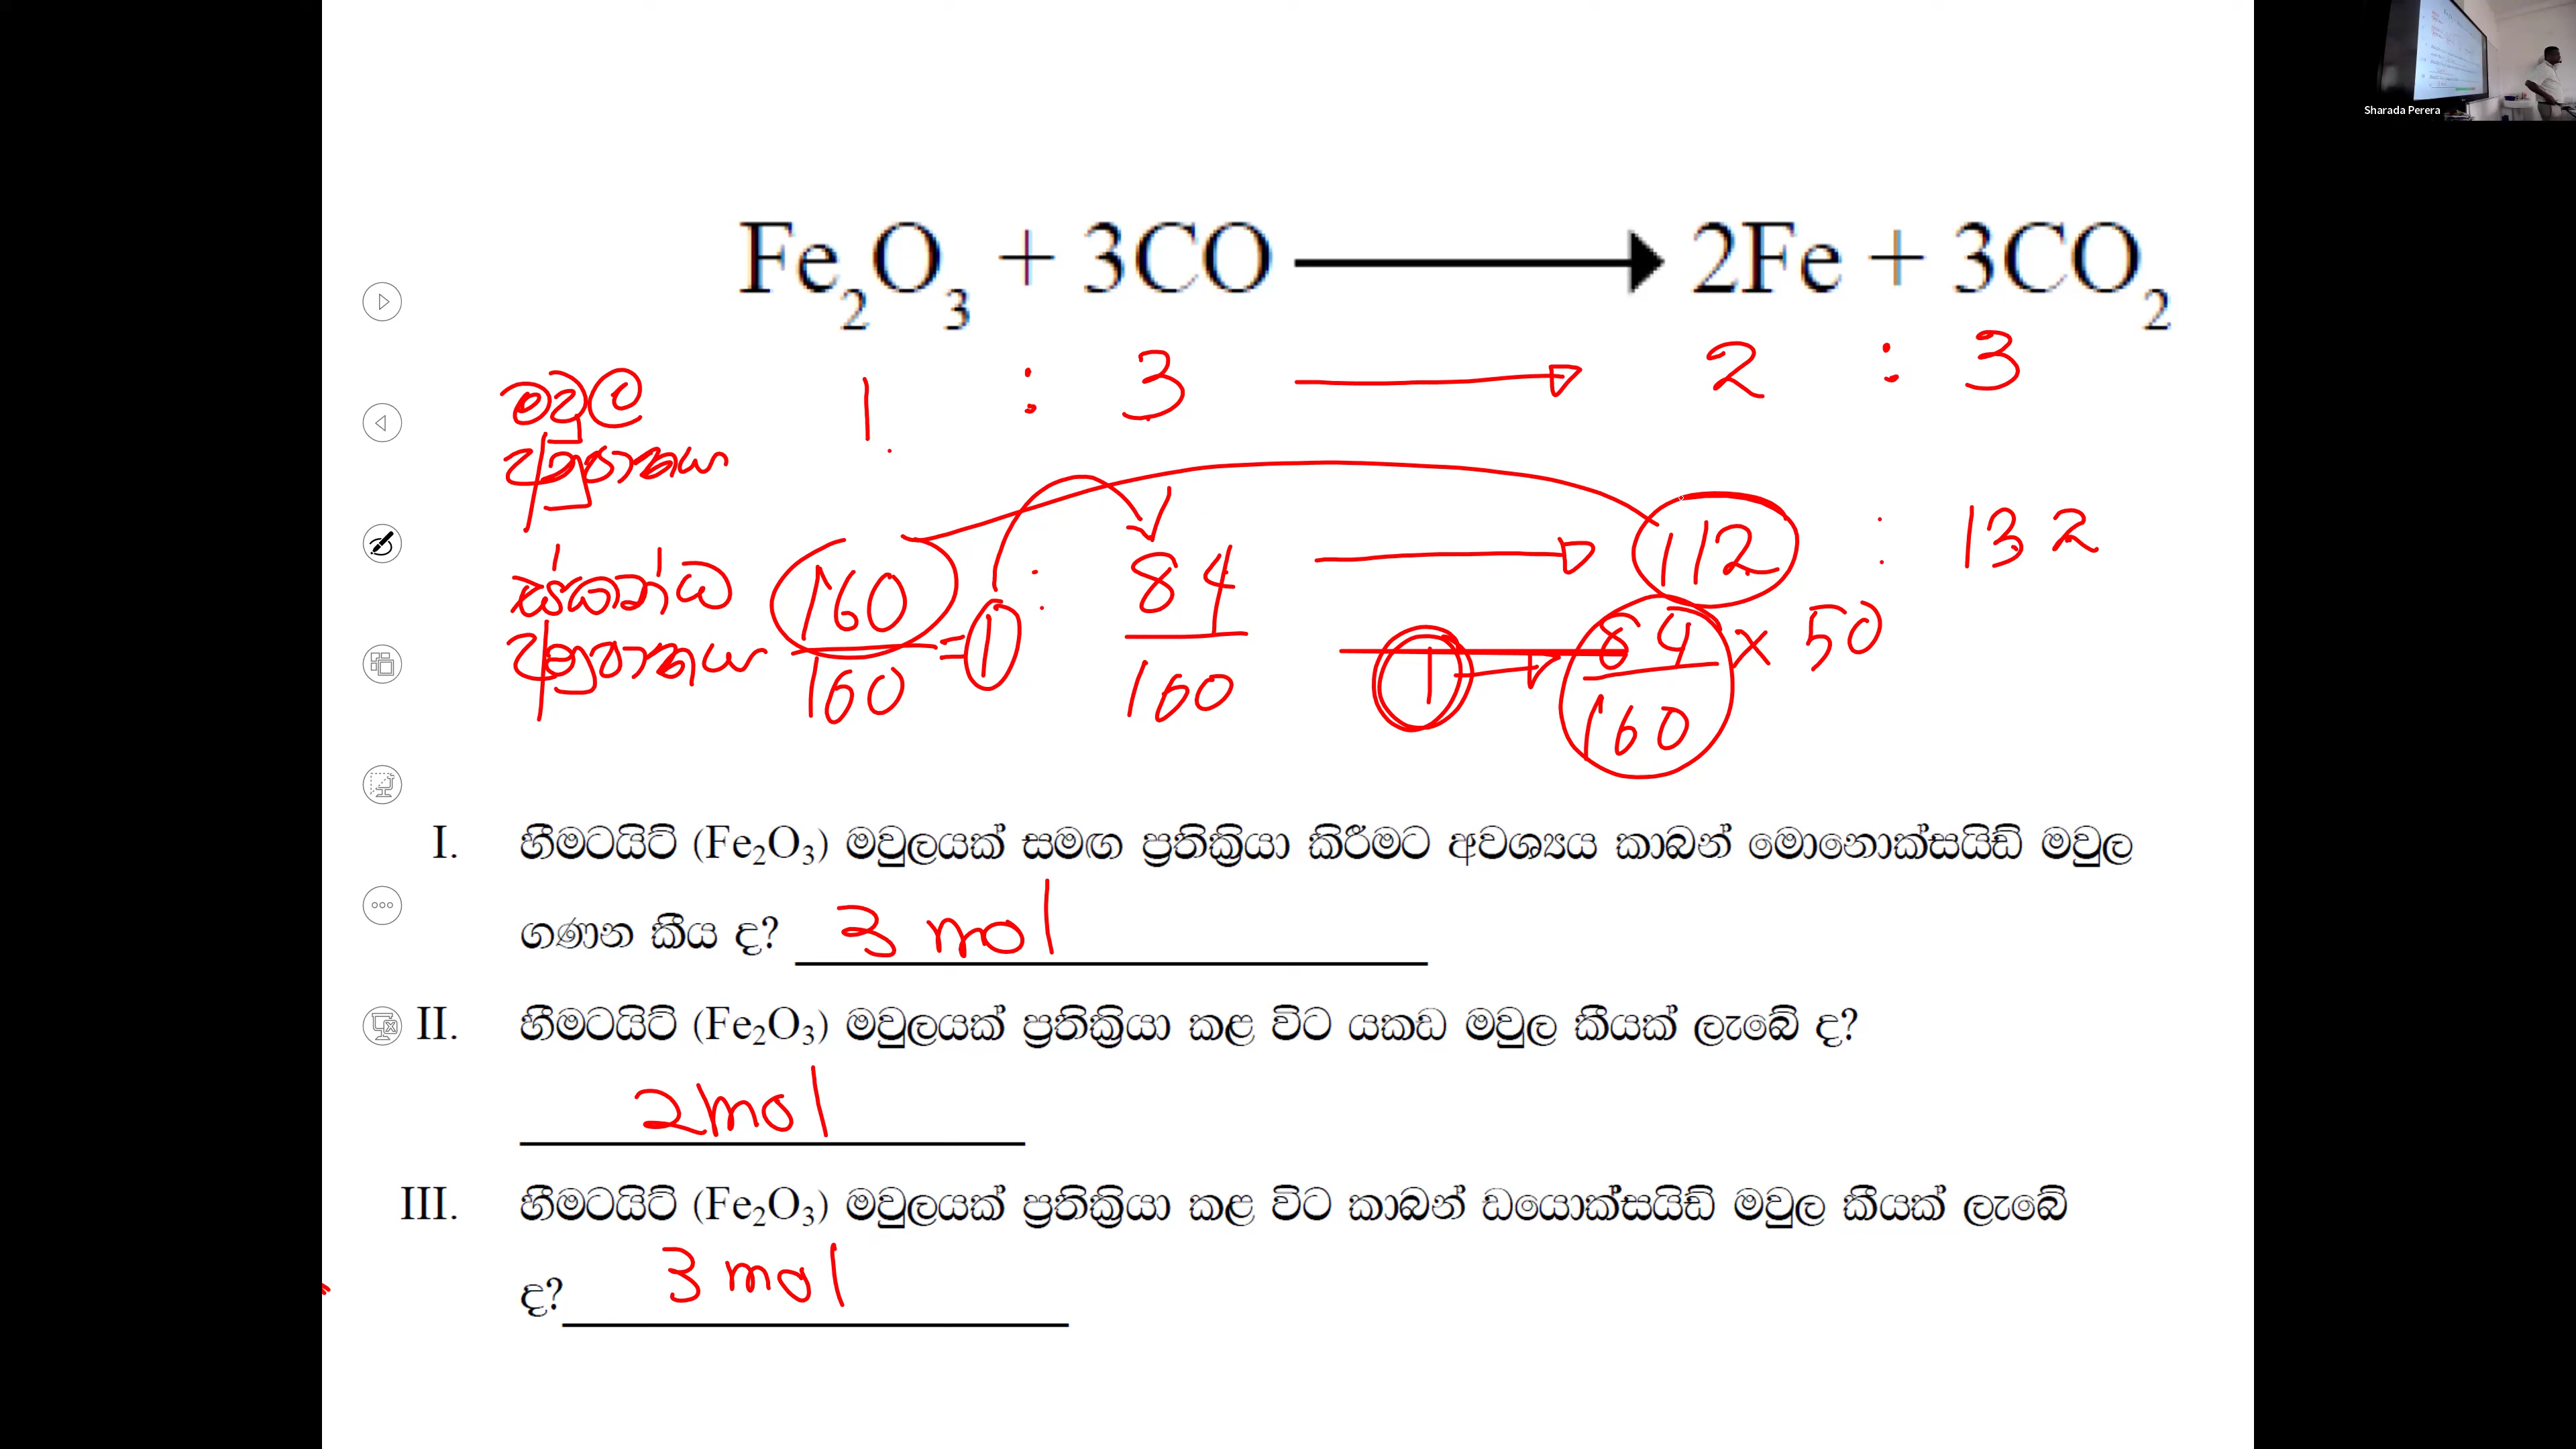 Sharada Perera
Fe2O3 + 3CO ⟶ 2Fe + 3CO2
මවුල 1 : 3 → 2 : 3
අනුපාතය
ස්කන්ධ 160 : 84 → 112 : 132
අනුපාතය 160 = 1 160 1 → 84/160 × 50
I. හීමටයිට් (Fe2O3) මවුලයක් සමඟ ප්‍රතික්‍රියා කිරීමට අවශ්‍යය කාබන් මොනොක්සයිඩ් මවුල
ගණන කීය ද? 3 mol
II. හීමටයිට් (Fe2O3) මවුලයක් ප්‍රතික්‍රියා කළ විට යකඩ මවුල කීයක් ලැබේ ද?
2mol
III. හීමටයිට් (Fe2O3) මවුලයක් ප්‍රතික්‍රියා කළ විට කාබන් ඩයොක්සයිඩ් මවුල කීයක් ලැබේ
ද? 3 mol